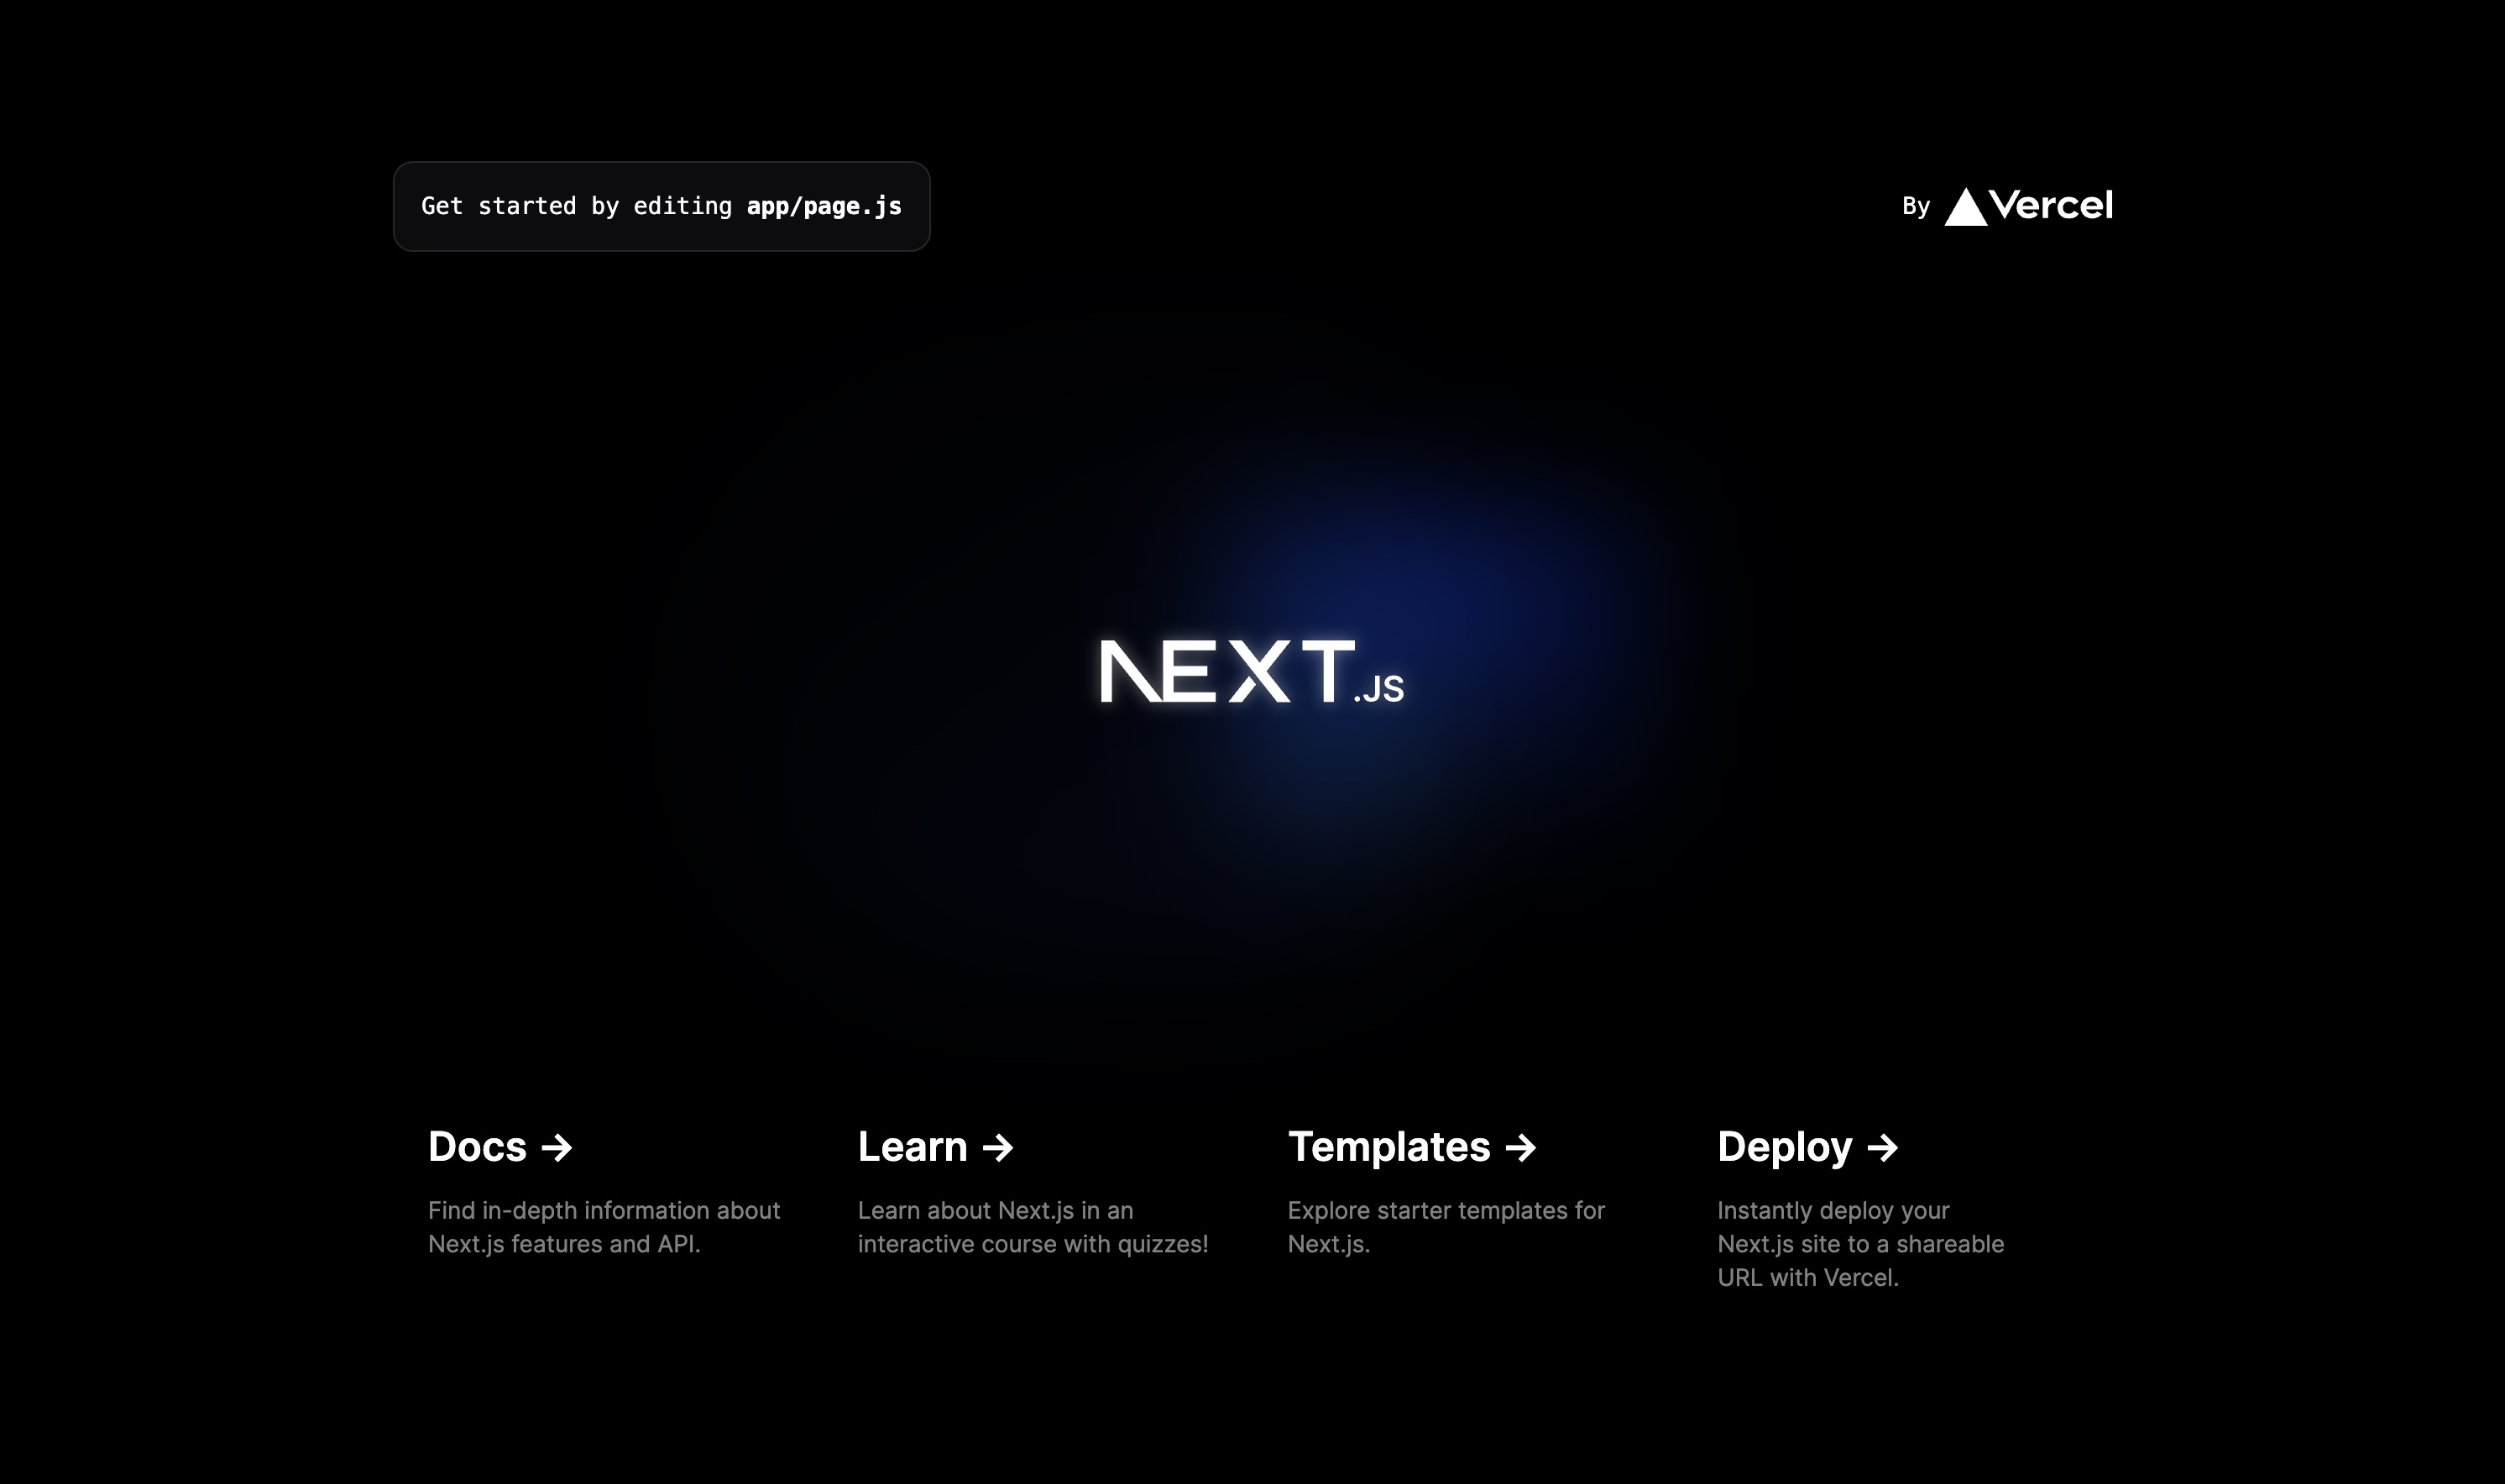 Get started by editing app/page.js
By Vercel
NEXT.JS
Docs →
Find in-depth information about
Next.js features and API.
Learn →
Learn about Next.js in an
interactive course with quizzes!
Templates →
Explore starter templates for
Next.js.
Deploy →
Instantly deploy your
Next.js site to a shareable
URL with Vercel.